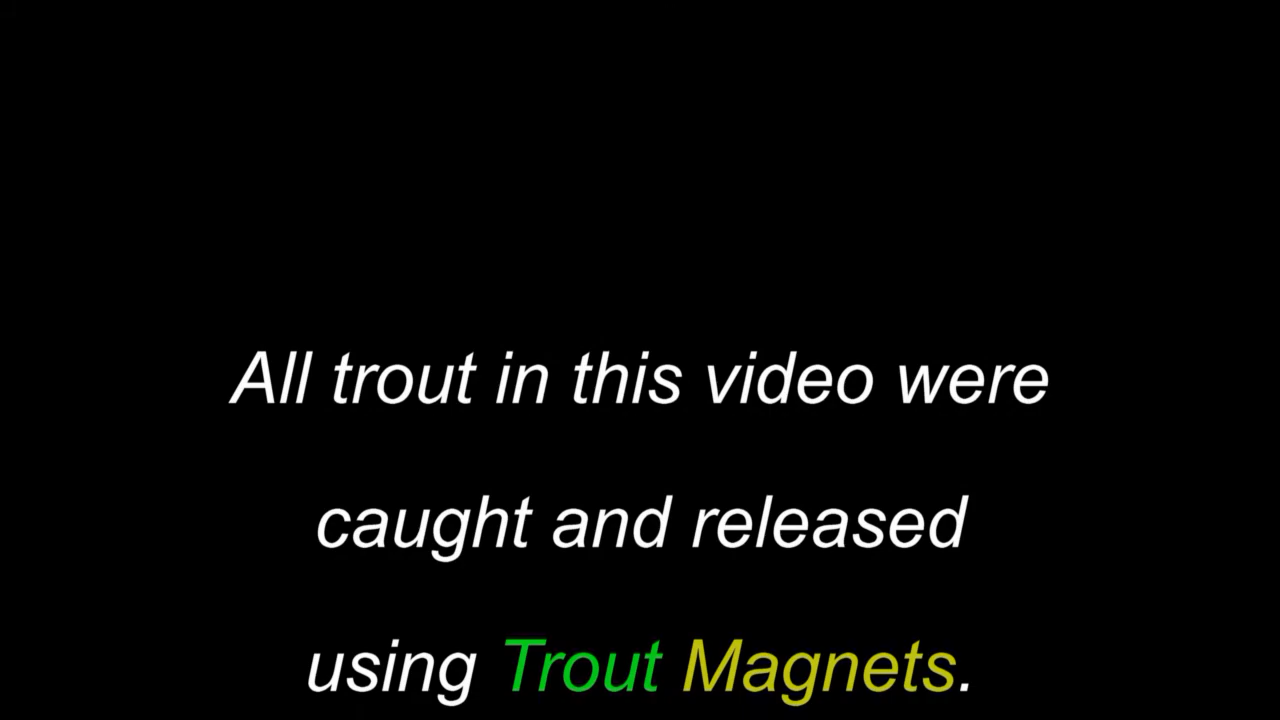 All trout in this video were
caught and released
using Trout Magnets.